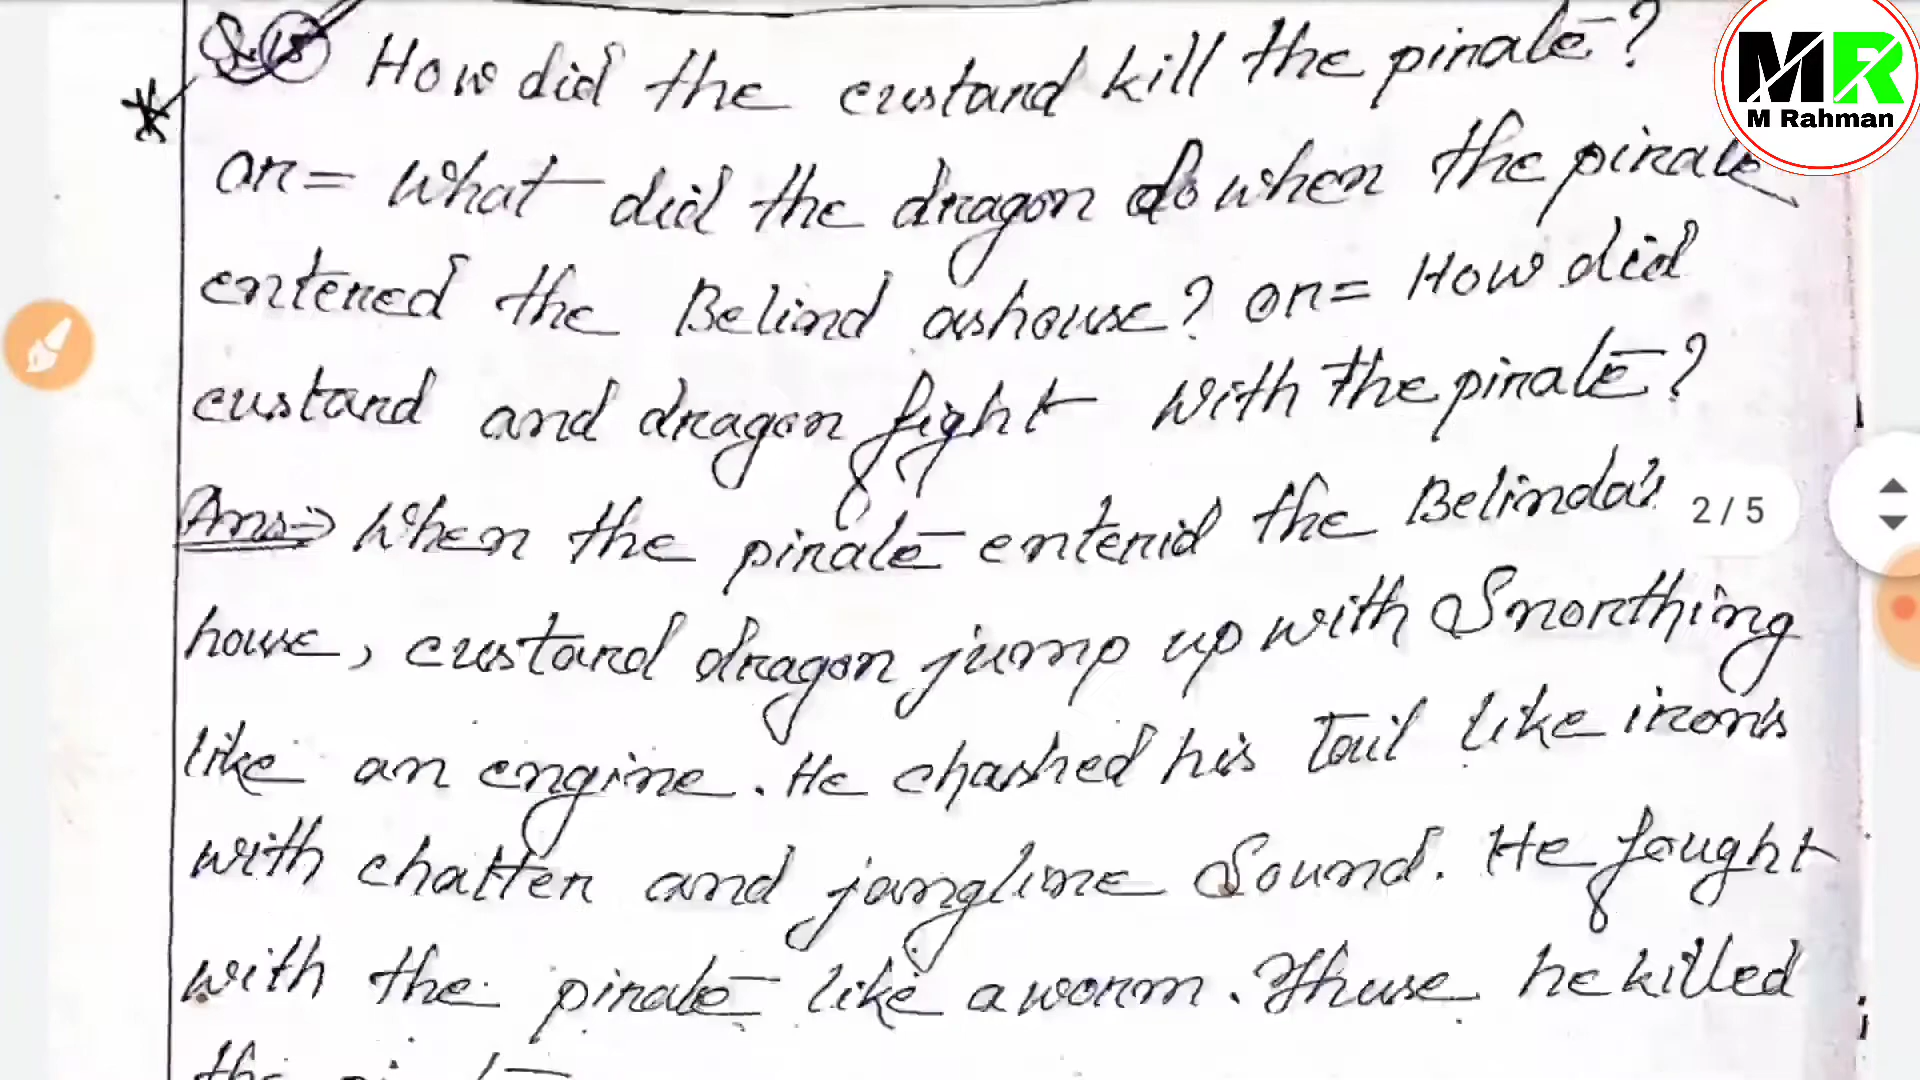 Q. 15 How did the custard kill the pirate?
or = What did the dragon do when the pirate
entered the Belind ashouse? or = How did
custard and dragon fight with the pirate?
Ans:→ When the pirate enterid the Belinda's
house, custard dragon jump up with Snorthing
like an engine. He chashed his tail like irons
with chatter and jangline Sound. He fought
with the pirate like a worm. Thuse he killed
the
MR
M Rahman
2/5